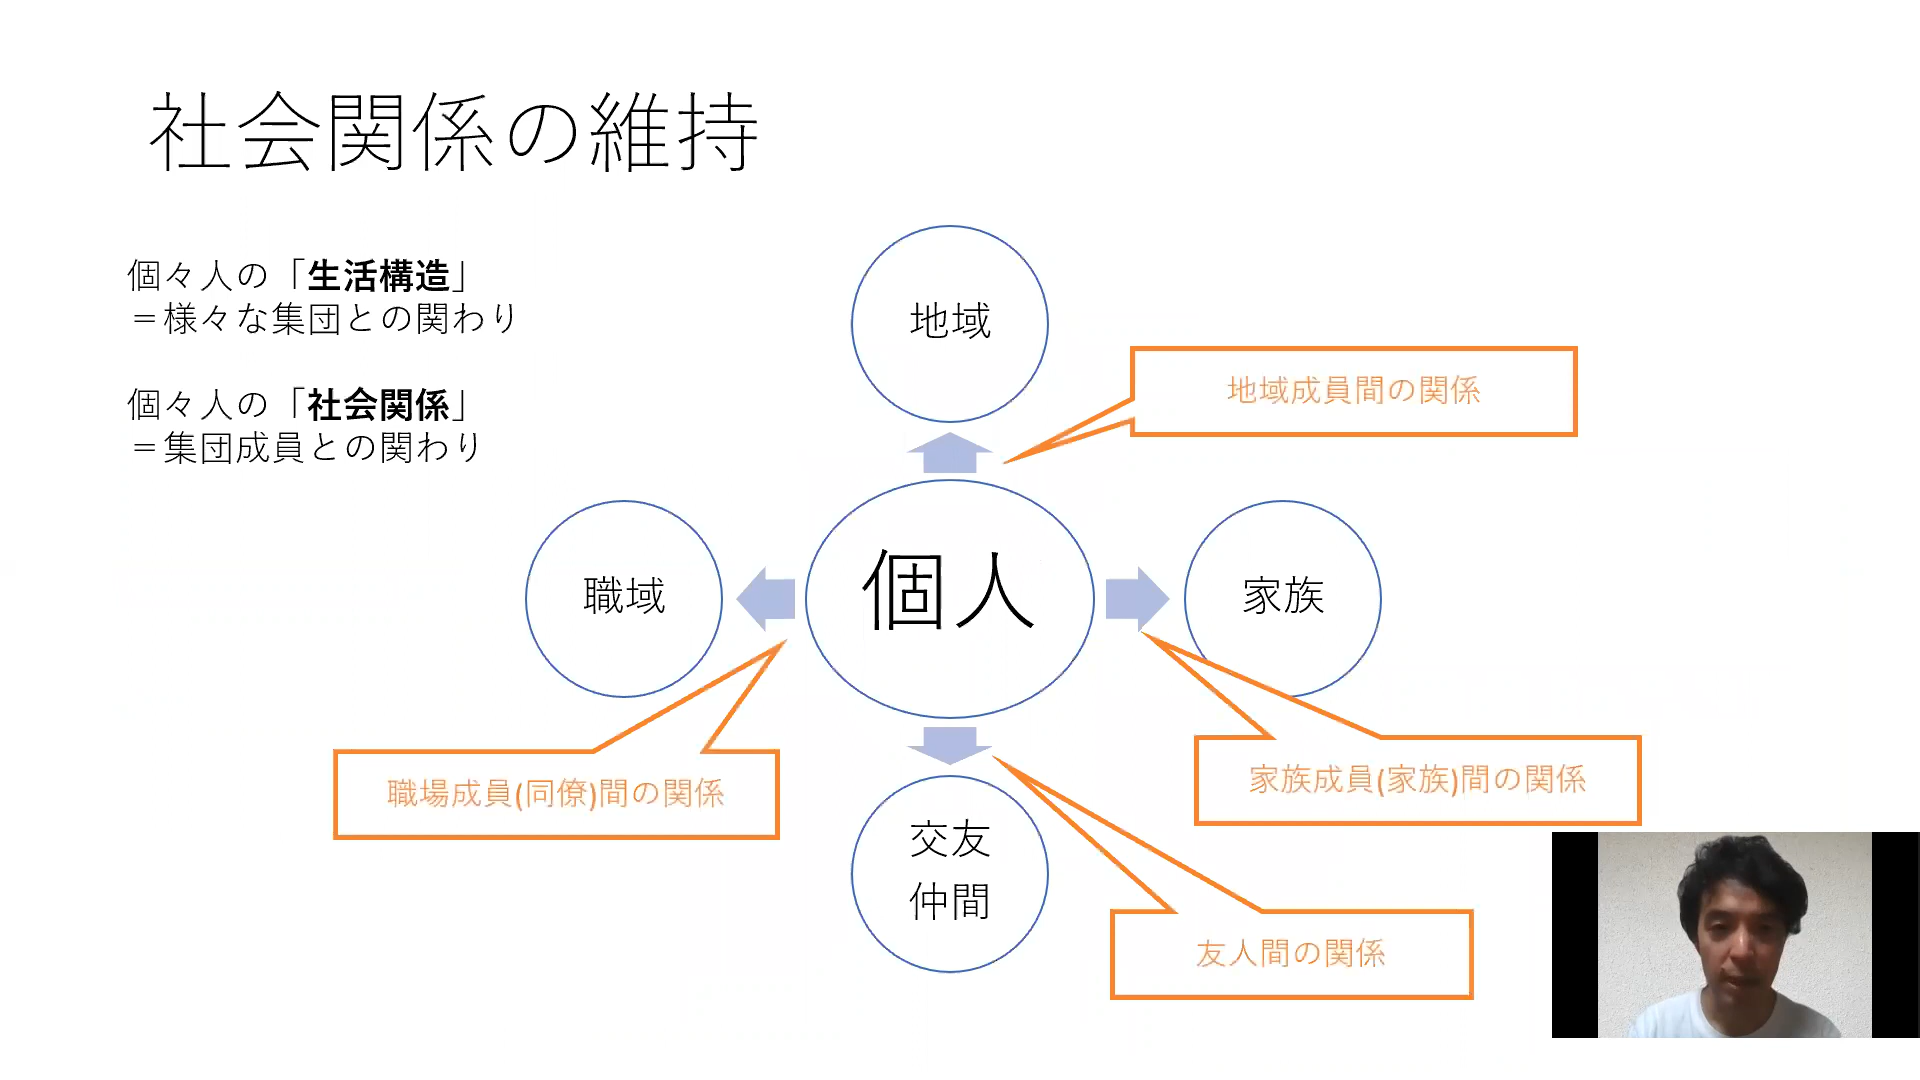 社会関係の維持
個々人の「生活構造」
＝様々な集団との関わり
個々人の「社会関係」
＝集団成員との関わり
地域
地域成員間の関係
職域
個人
家族
職場成員(同僚)間の関係
家族成員(家族)間の関係
交友
仲間
友人間の関係